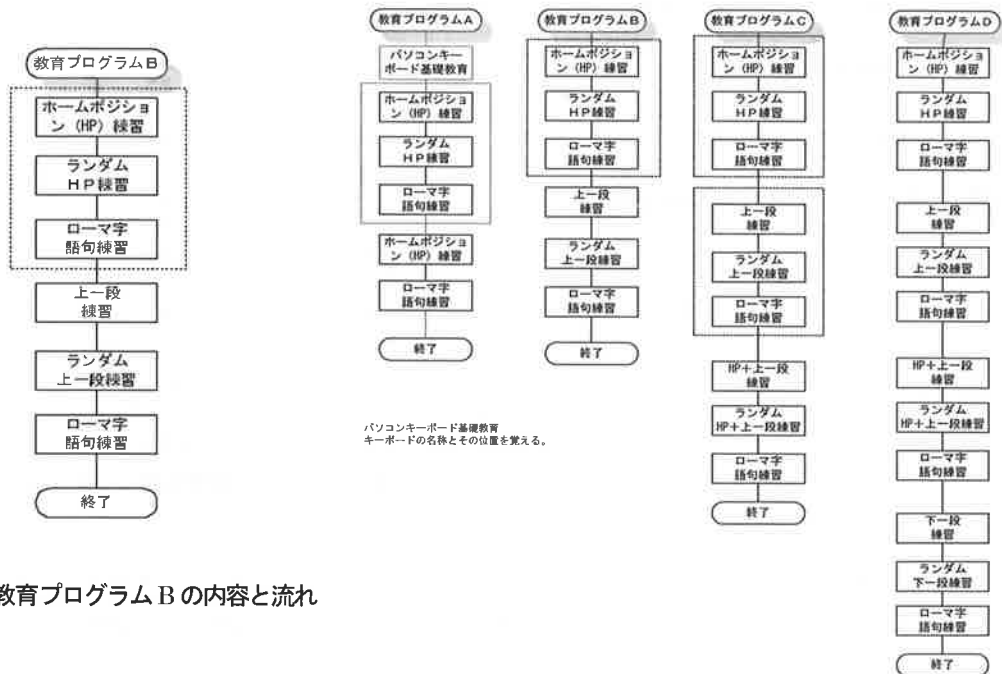 教育プログラムB
ホームポジショ
ン（HP）練習
ランダム
ＨＰ練習
ローマ字
語句練習
上一段
練習
ランダム
上一段練習
ローマ字
語句練習
終了
教育プログラムBの内容と流れ
教育プログラムA
パソコンキー
ボード基礎教育
ホームポジショ
ン（HP）練習
ランダム
ＨＰ練習
ローマ字
語句練習
ホームポジショ
ン（HP）練習
ローマ字
語句練習
終了
パソコンキーボード基礎教育
キーボードの名称とその位置を覚える。
教育プログラムB
ホームポジショ
ン（HP）練習
ランダム
ＨＰ練習
ローマ字
語句練習
上一段
練習
ランダム
上一段練習
ローマ字
語句練習
終了
教育プログラムC
ホームポジショ
ン（HP）練習
ランダム
ＨＰ練習
ローマ字
語句練習
上一段
練習
ランダム
上一段練習
ローマ字
語句練習
HP+上一段
練習
ランダム
HP+上一段練習
ローマ字
語句練習
終了
教育プログラムD
ホームポジショ
ン（HP）練習
ランダム
ＨＰ練習
ローマ字
語句練習
上一段
練習
ランダム
上一段練習
ローマ字
語句練習
HP+上一段
練習
ランダム
HP+上一段練習
ローマ字
語句練習
下一段
練習
ランダム
下一段練習
ローマ字
語句練習
終了